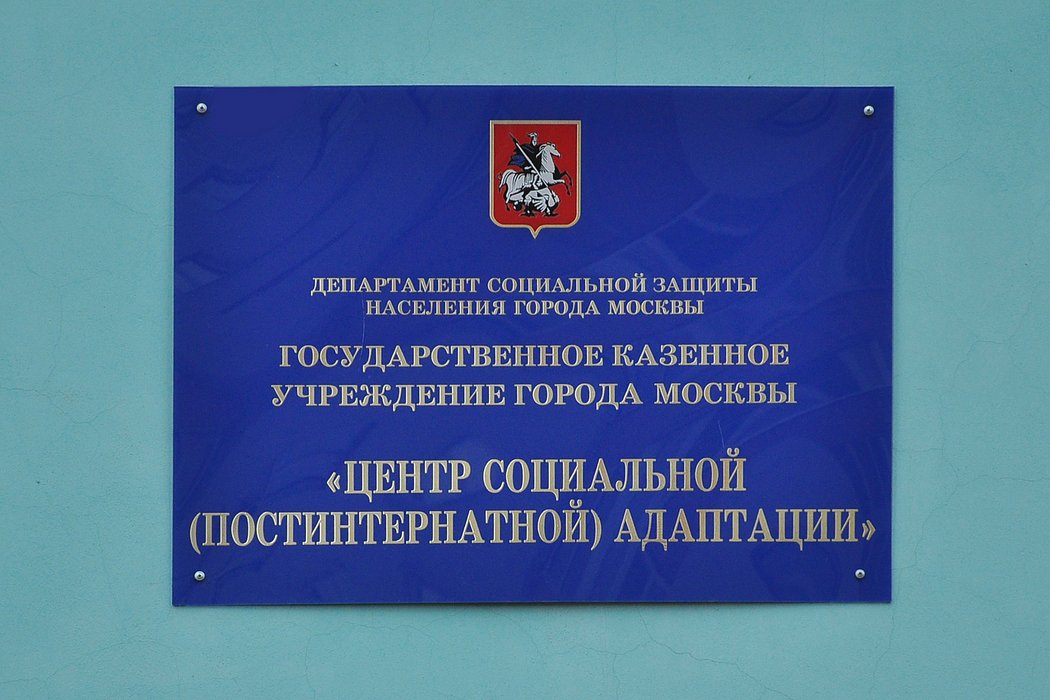 ДЕПАРТАМЕНТ СОЦИАЛЬНОЙ ЗАЩИТЫ
НАСЕЛЕНИЯ ГОРОДА МОСКВЫ
ГОСУДАРСТВЕННОЕ КАЗЕННОЕ
УЧРЕЖДЕНИЕ ГОРОДА МОСКВЫ
«ЦЕНТР СОЦИАЛЬНОЙ
(ПОСТИНТЕРНАТНОЙ) АДАПТАЦИИ»